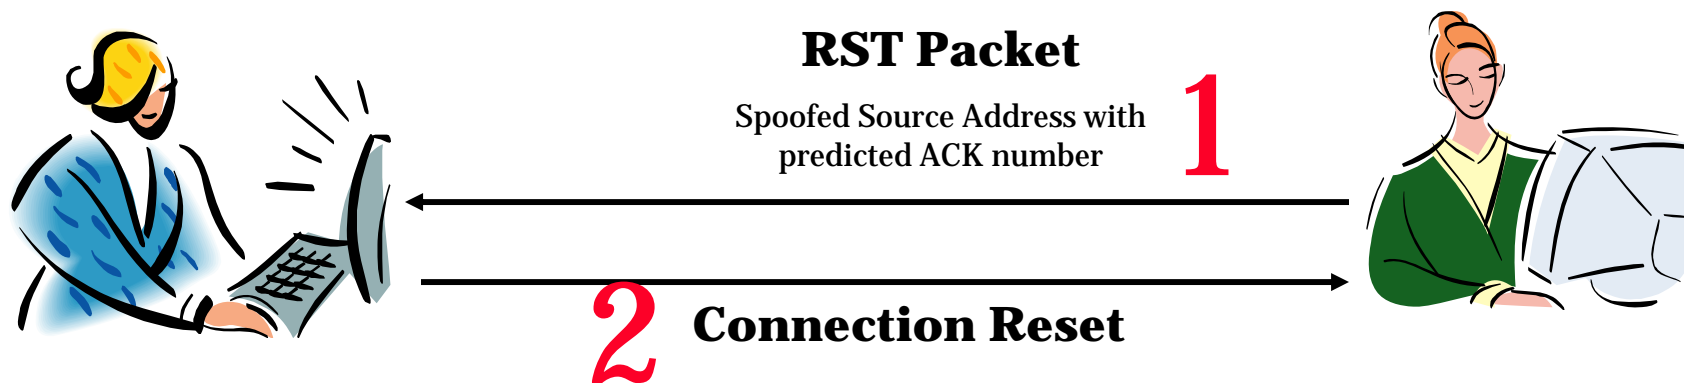 RST Packet
Spoofed Source Address with
predicted ACK number
1
2
Connection Reset